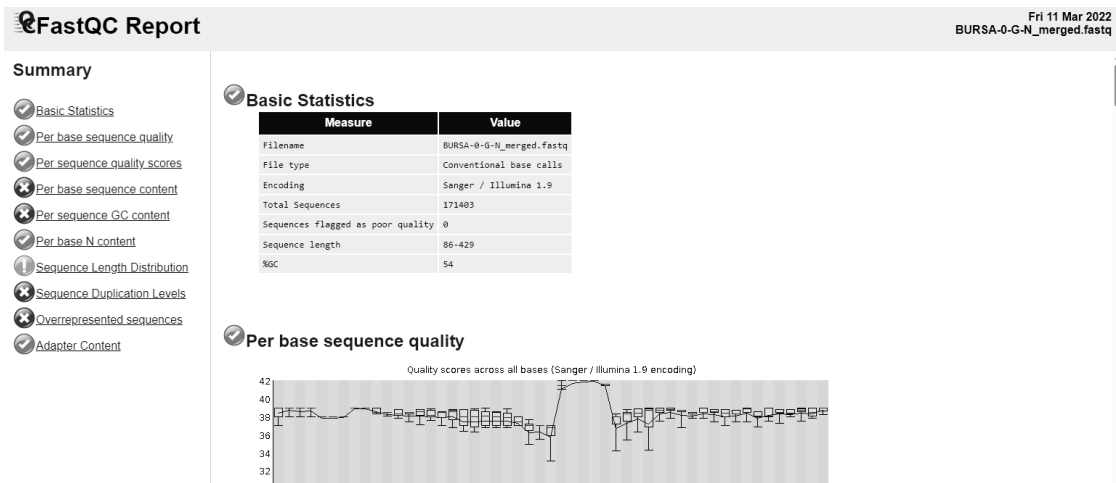 FastQC Report
Fri 11 Mar 2022
BURSA-0-G-N_merged.fastq
Summary
Basic Statistics
Per base sequence quality
Per sequence quality scores
Per base sequence content
Per sequence GC content
Per base N content
Sequence Length Distribution
Sequence Duplication Levels
Overrepresented sequences
Adapter Content
Basic Statistics
Measure Value
Filename BURSA-0-G-N_merged.fastq
File type Conventional base calls
Encoding Sanger / Illumina 1.9
Total Sequences 171403
Sequences flagged as poor quality 0
Sequence length 86-429
%GC 54
Per base sequence quality
Quality scores across all bases (Sanger / Illumina 1.9 encoding)
42
40
38
36
34
32